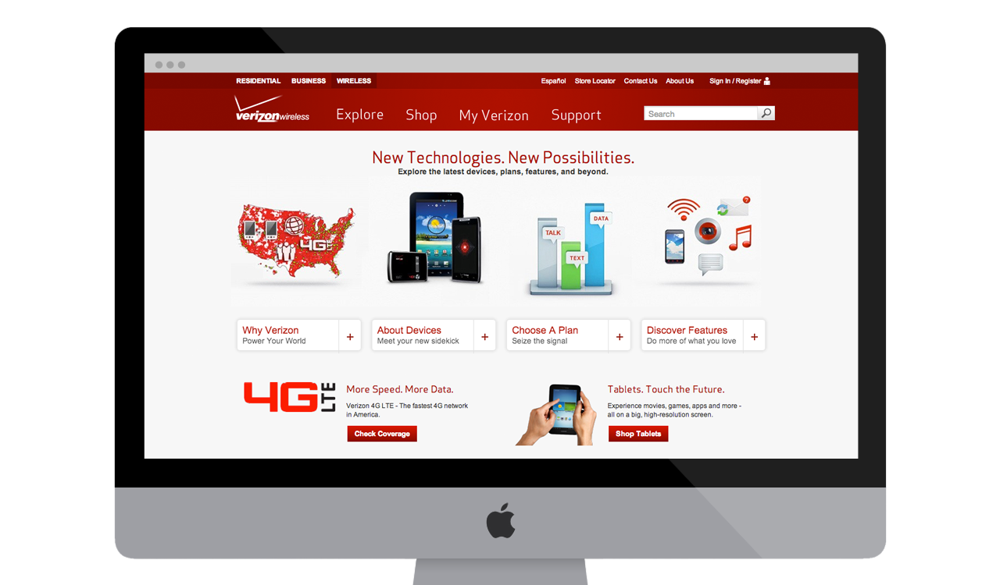 RESIDENTIAL BUSINESS WIRELESS Español Store Locator Contact Us About Us Sign In / Register
verizonwireless Explore Shop My Verizon Support Search
New Technologies. New Possibilities.
Explore the latest devices, plans, features, and beyond.
4G
TALK
TEXT
DATA
?
Why Verizon +
Power Your World
About Devices +
Meet your new sidekick
Choose A Plan +
Seize the signal
Discover Features +
Do more of what you love
4G LTE
More Speed. More Data.
Verizon 4G LTE - The fastest 4G network
in America.
Check Coverage
Tablets. Touch the Future.
Experience movies, games, apps and more -
all on a big, high-resolution screen.
Shop Tablets